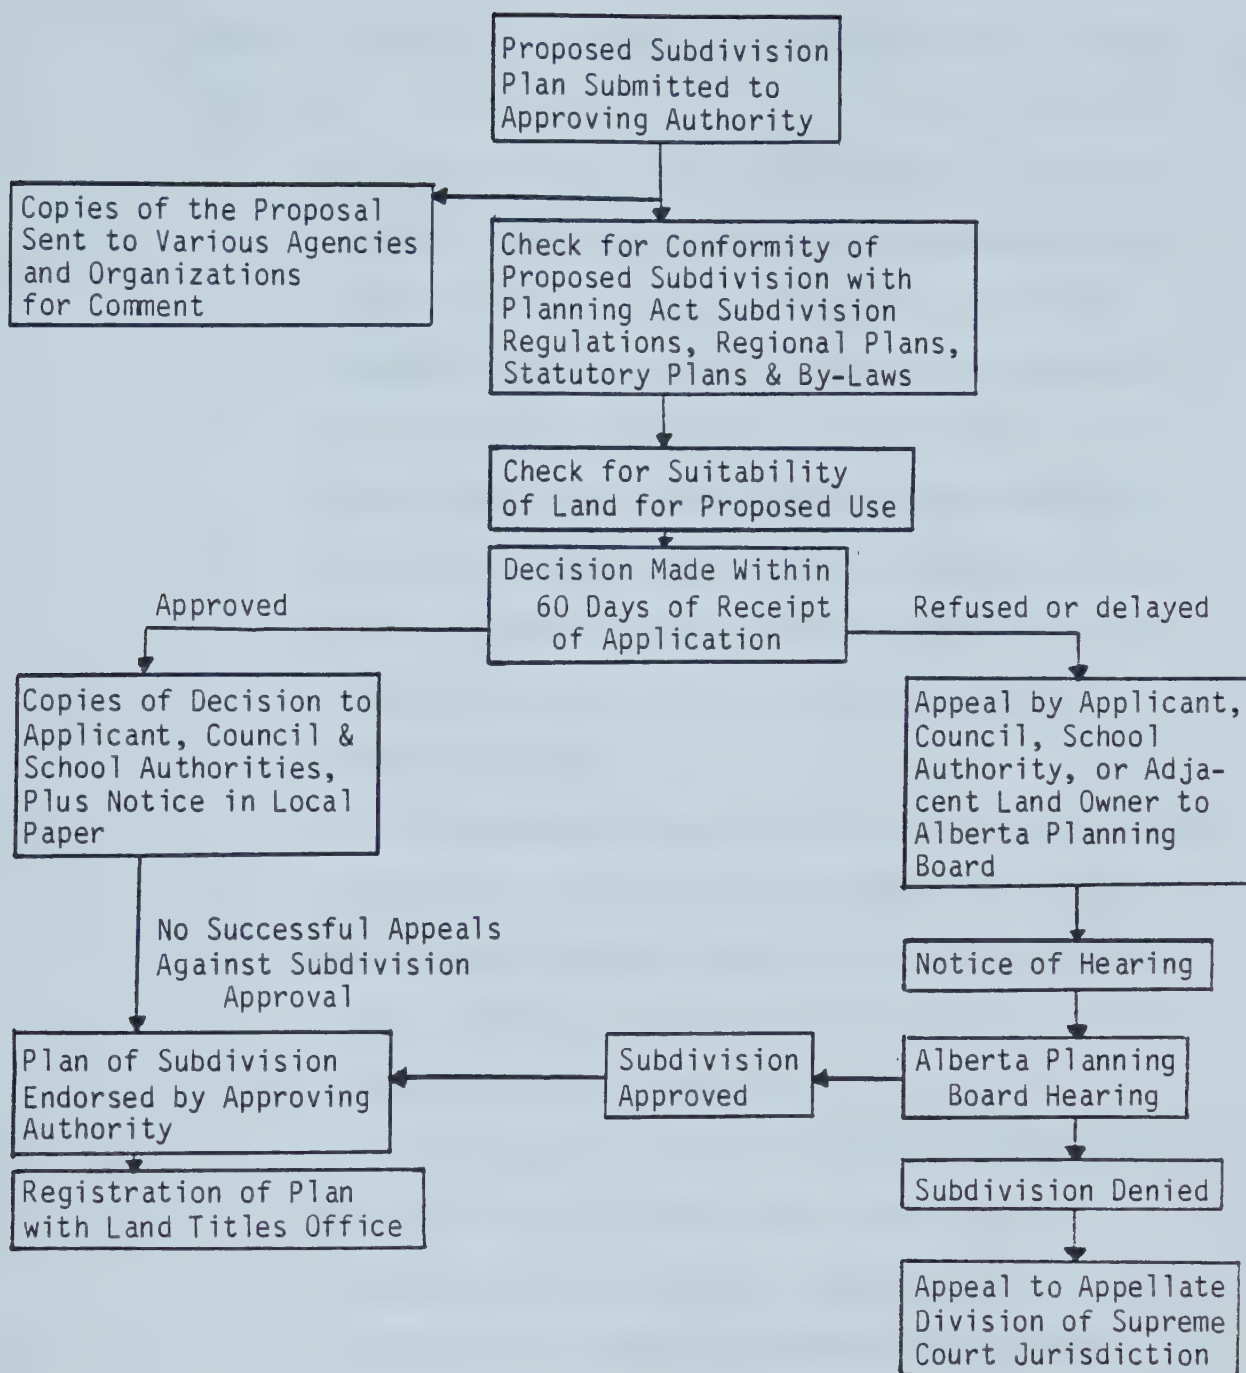 Proposed Subdivision
Plan Submitted to
Approving Authority
Copies of the Proposal
Sent to Various Agencies
and Organizations
for Comment
Check for Conformity of
Proposed Subdivision with
Planning Act Subdivision
Regulations, Regional Plans,
Statutory Plans & By-Laws
Check for Suitability
of Land for Proposed Use
Decision Made Within
60 Days of Receipt
of Application
Approved
Refused or delayed
Copies of Decision to
Applicant, Council &
School Authorities,
Plus Notice in Local
Paper
Appeal by Applicant,
Council, School
Authority, or Adja-
cent Land Owner to
Alberta Planning
Board
No Successful Appeals
Against Subdivision
Approval
Notice of Hearing
Plan of Subdivision
Endorsed by Approving
Authority
Subdivision
Approved
Alberta Planning
Board Hearing
Registration of Plan
with Land Titles Office
Subdivision Denied
Appeal to Appellate
Division of Supreme
Court Jurisdiction